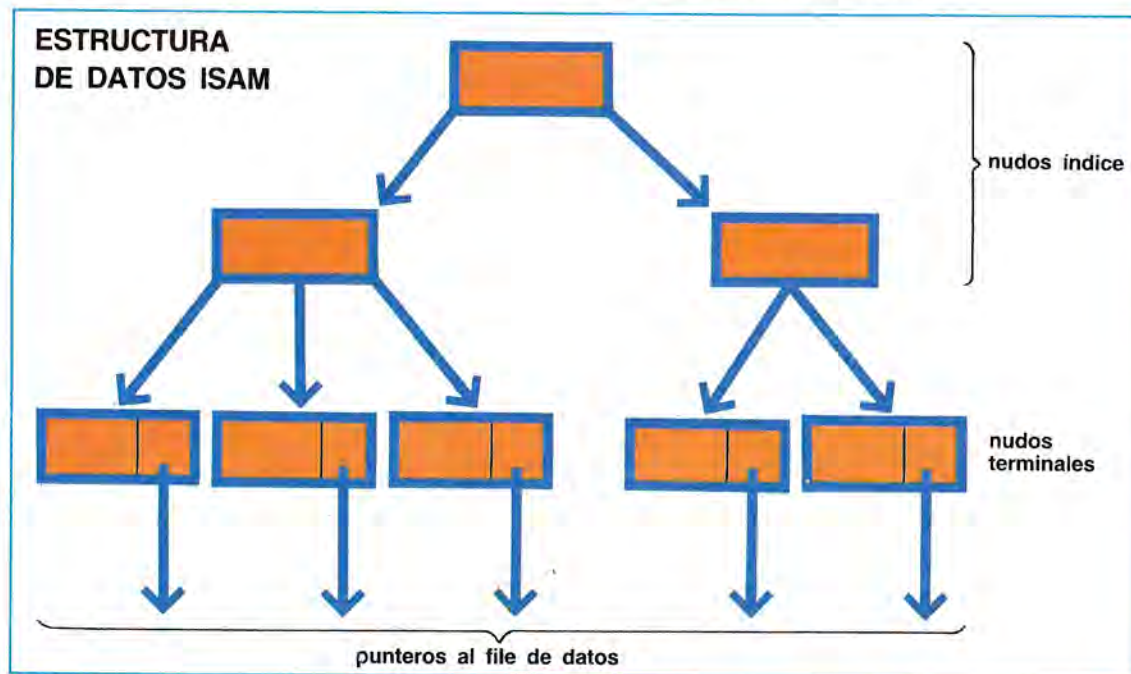 ESTRUCTURA
DE DATOS ISAM
nudos índice
nudos
terminales
punteros al file de datos